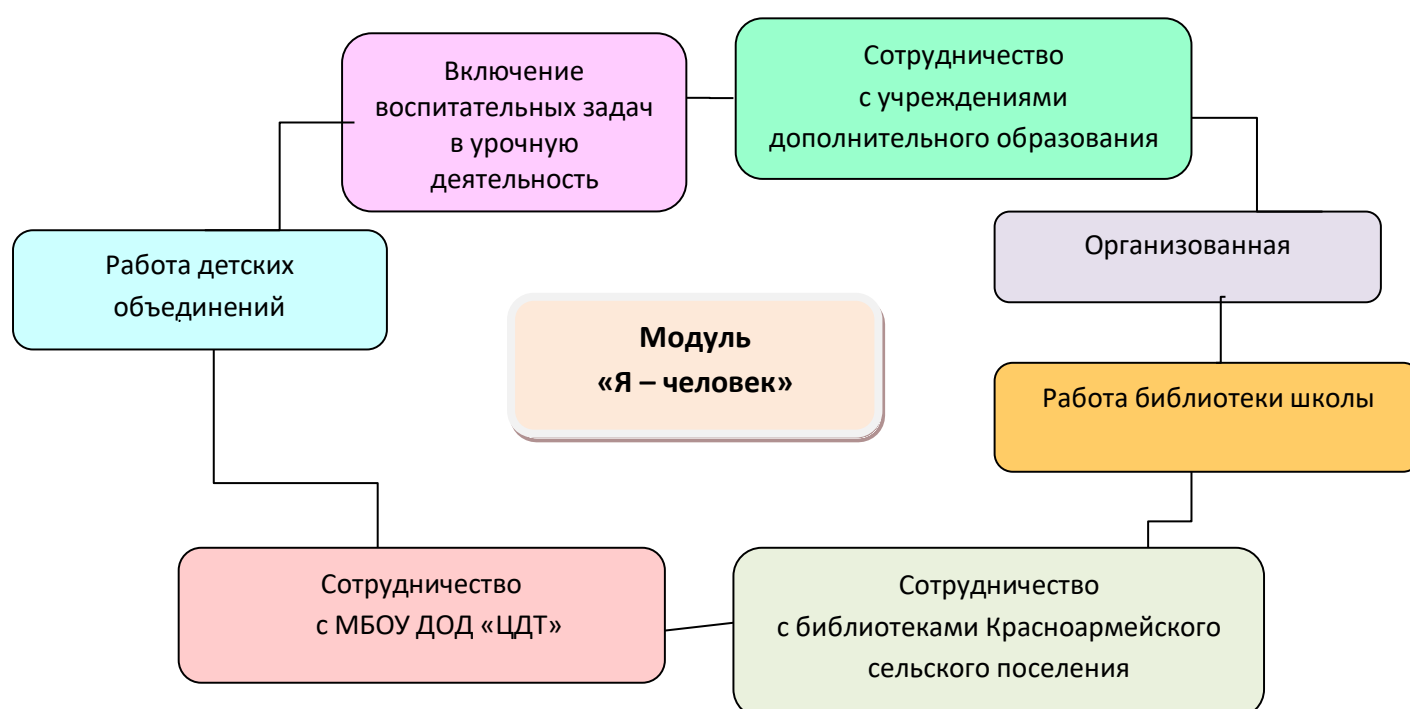 Включение
воспитательных задач
в урочную
деятельность
Сотрудничество
с учреждениями
дополнительного образования
Организованная
Работа детских
объединений
Модуль
«Я – человек»
Работа библиотеки школы
Сотрудничество
с МБОУ ДОД «ЦДТ»
Сотрудничество
с библиотеками Красноармейского
сельского поселения